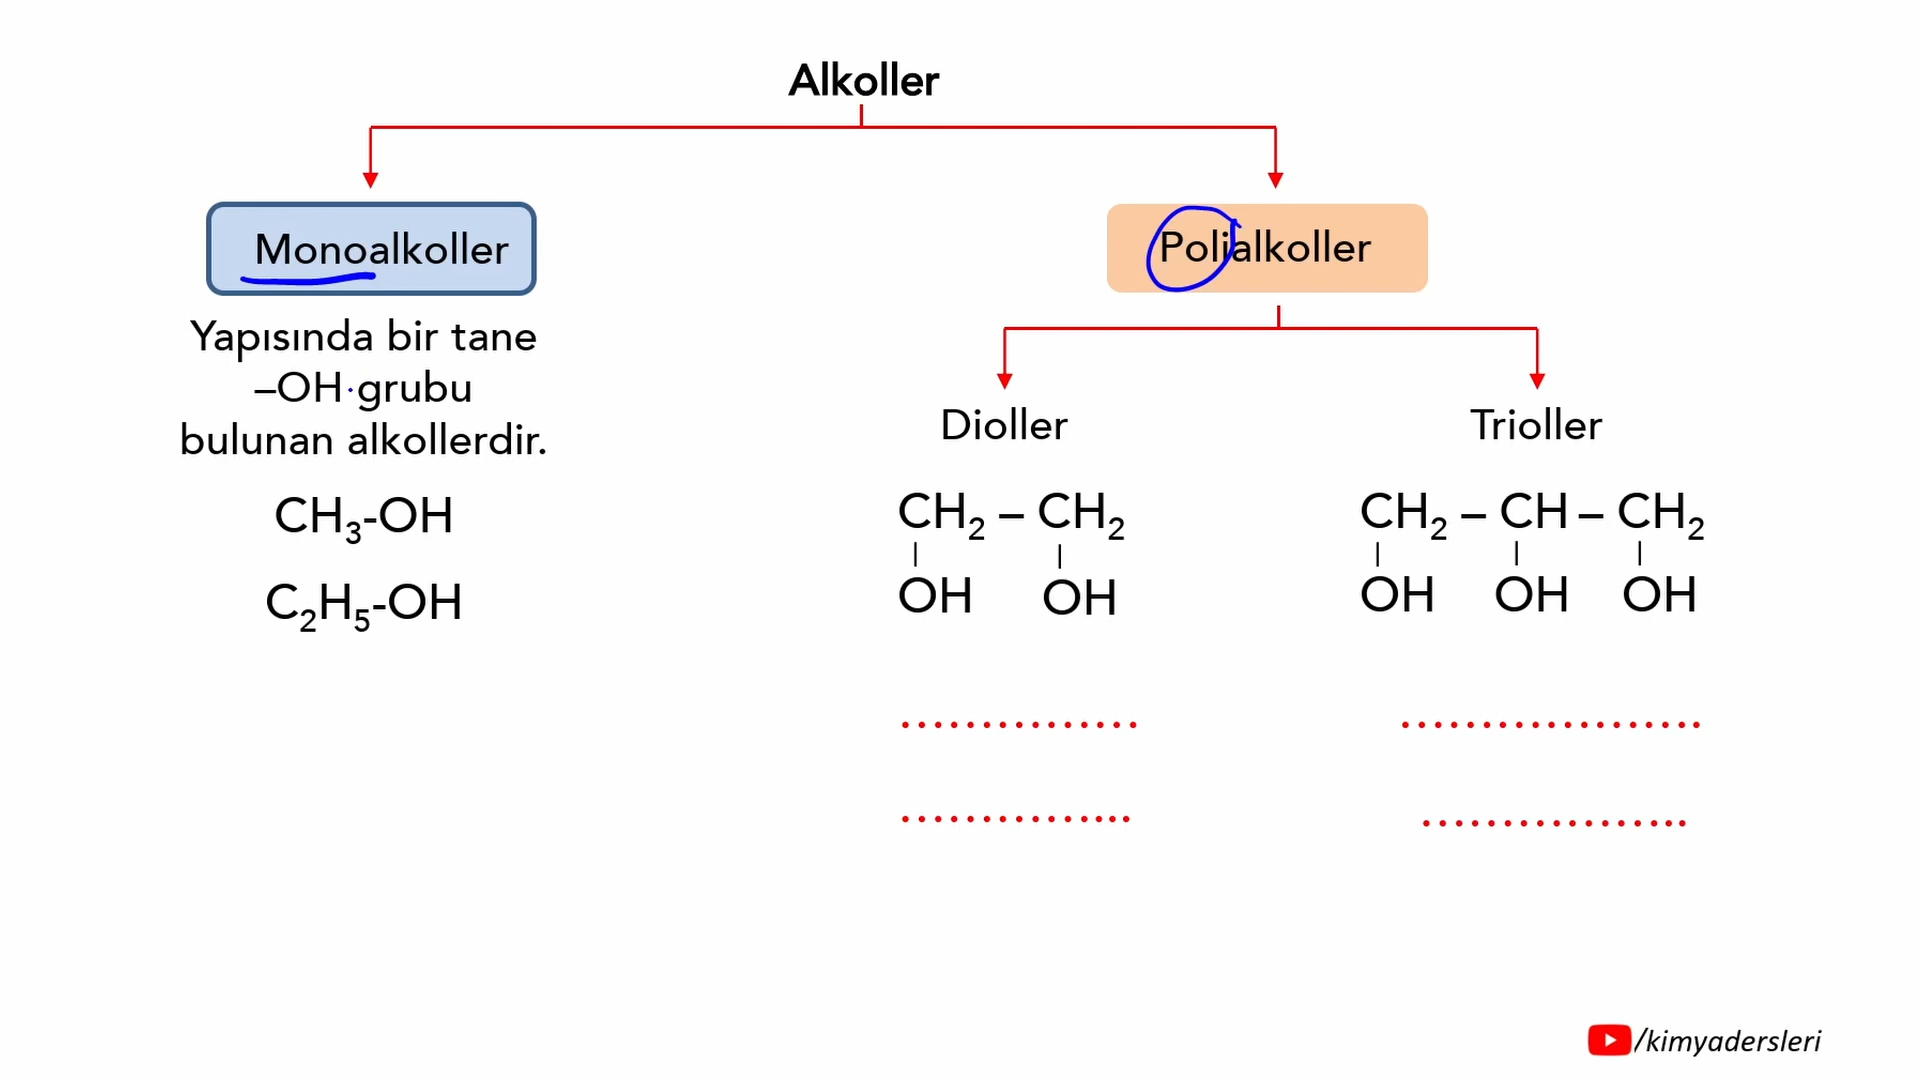 Alkoller
Monoalkoller
Polialkoller
Yapısında bir tane
–OH grubu
bulunan alkollerdir.
CH₃-OH
C₂H₅-OH
Dioller
CH₂ – CH₂
OH OH
Trioller
CH₂ – CH – CH₂
OH OH OH
...............
...................
...............
.................
/kimyadersleri